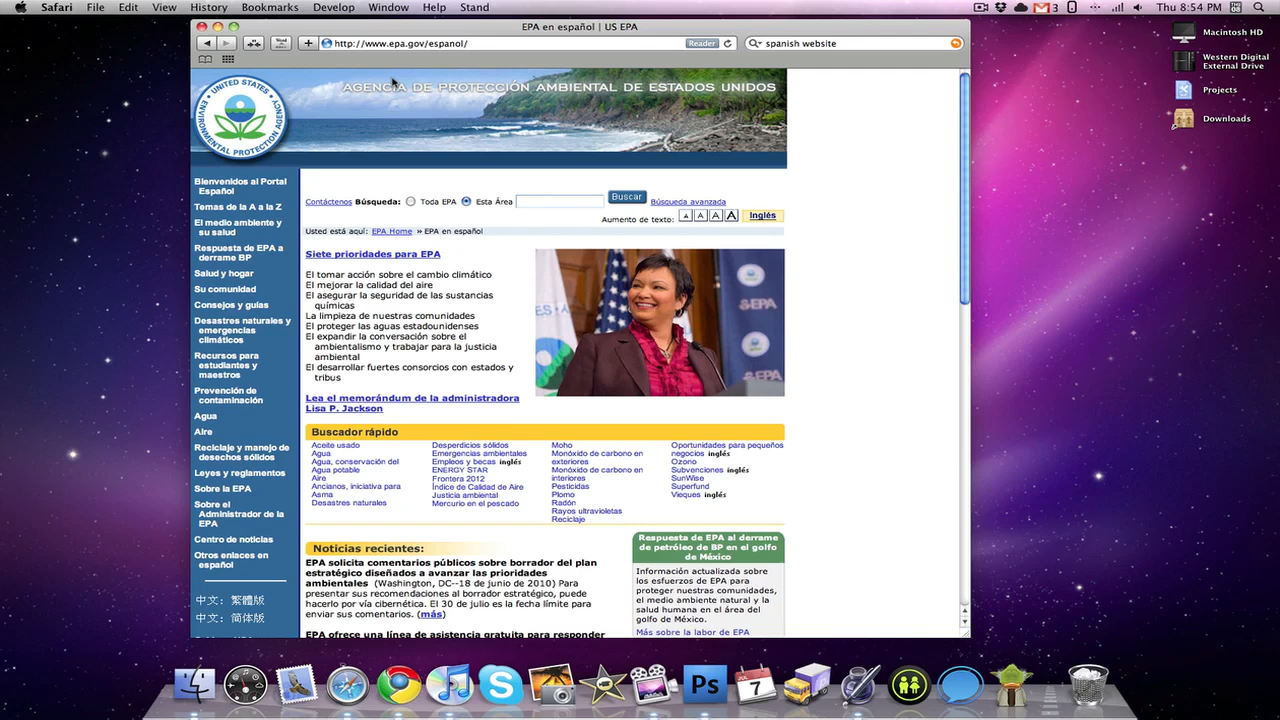 Safari File Edit View History Bookmarks Develop Window Help Stand
3
Thu 8:54 PM
EPA en español | US EPA
http://www.epa.gov/espanol/
Reader
spanish website
Macintosh HD
Western Digital
External Drive
Projects
Downloads
UNITED STATES
ENVIRONMENTAL PROTECTION AGENCY
AGENCIA DE PROTECCIÓN AMBIENTAL DE ESTADOS UNIDOS
Bienvenidos al Portal
Español
Temas de la A a la Z
El medio ambiente y
su salud
Respuesta de EPA a
derrame BP
Salud y hogar
Su comunidad
Consejos y guías
Desastres naturales y
emergencias
climáticos
Recursos para
estudiantes y
maestros
Prevención de
contaminación
Agua
Aire
Reciclaje y manejo de
desechos sólidos
Leyes y reglamentos
Sobre la EPA
Sobre el
Administrador de la
EPA
Centro de noticias
Otros enlaces en
español
中文: 繁體版
中文: 简体版
Contáctenos Búsqueda: Toda EPA Esta Área Buscar Búsqueda avanzada
Aumento de texto: A A A A Inglés
Usted está aquí: EPA Home » EPA en español
Siete prioridades para EPA
El tomar acción sobre el cambio climático
El mejorar la calidad del aire
El asegurar la seguridad de las sustancias
químicas
La limpieza de nuestras comunidades
El proteger las aguas estadounidenses
El expandir la conversación sobre el
ambientalismo y trabajar para la justicia
ambiental
El desarrollar fuertes consorcios con estados y
tribus
Lea el memorándum de la administradora
Lisa P. Jackson
EPA
EPA
Buscador rápido
Aceite usado
Agua
Agua, conservación del
Agua potable
Aire
Ancianos, iniciativa para
Asma
Desastres naturales
Desperdicios sólidos
Emergencias ambientales
Empleos y becas inglés
ENERGY STAR
Frontera 2012
Índice de Calidad de Aire
Justicia ambiental
Mercurio en el pescado
Moho
Monóxido de carbono en
exteriores
Monóxido de carbono en
interiores
Pesticidas
Plomo
Radón
Rayos ultravioletas
Reciclaje
Oportunidades para pequeños
negocios inglés
Ozono
Subvenciones inglés
SunWise
Superfund
Vieques inglés
Noticias recientes:
EPA solicita comentarios públicos sobre borrador del plan
estratégico diseñados a avanzar las prioridades
ambientales (Washington, DC--18 de junio de 2010) Para
presentar sus recomendaciones al borrador estratégico, puede
hacerlo por vía cibernética. El 30 de julio es la fecha límite para
enviar sus comentarios. (más)
EPA ofrece una línea de asistencia gratuita para responder
Respuesta de EPA al derrame
de petróleo de BP en el golfo
de México
Información actualizada sobre
los esfuerzos de EPA para
proteger nuestras comunidades,
el medio ambiente natural y la
salud humana en el área del
golfo de México.
Más sobre la labor de EPA
Ps
7